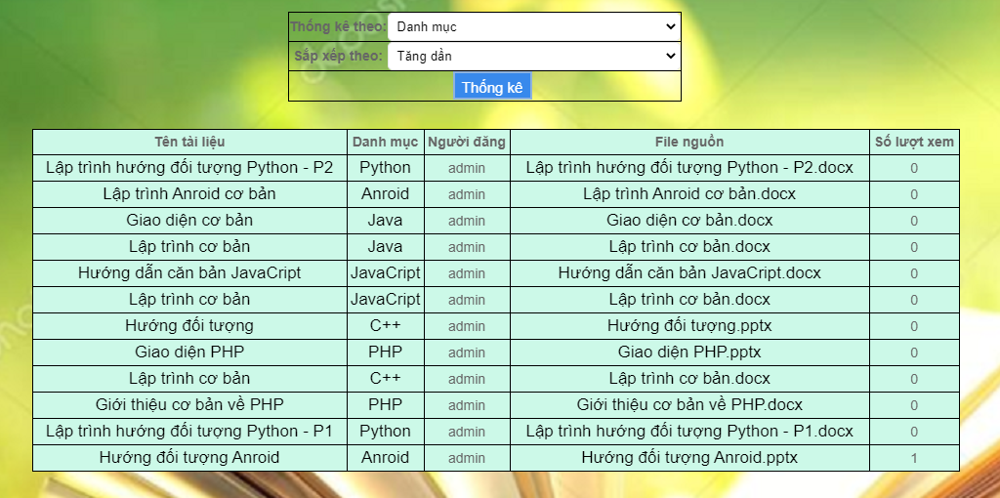 Thống kê theo: Danh mục
Sắp xếp theo: Tăng dần
Thống kê
Tên tài liệu Danh mục Người đăng File nguồn Số lượt xem
Lập trình hướng đối tượng Python - P2 Python admin Lập trình hướng đối tượng Python - P2.docx 0
Lập trình Anroid cơ bản Anroid admin Lập trình Anroid cơ bản.docx 0
Giao diện cơ bản Java admin Giao diện cơ bản.docx 0
Lập trình cơ bản Java admin Lập trình cơ bản.docx 0
Hướng dẫn căn bản JavaCript JavaCript admin Hướng dẫn căn bản JavaCript.docx 0
Lập trình cơ bản JavaCript admin Lập trình cơ bản.docx 0
Hướng đối tượng C++ admin Hướng đối tượng.pptx 0
Giao diện PHP PHP admin Giao diện PHP.pptx 0
Lập trình cơ bản C++ admin Lập trình cơ bản.docx 0
Giới thiệu cơ bản về PHP PHP admin Giới thiệu cơ bản về PHP.docx 0
Lập trình hướng đối tượng Python - P1 Python admin Lập trình hướng đối tượng Python - P1.docx 0
Hướng đối tượng Anroid Anroid admin Hướng đối tượng Anroid.pptx 1